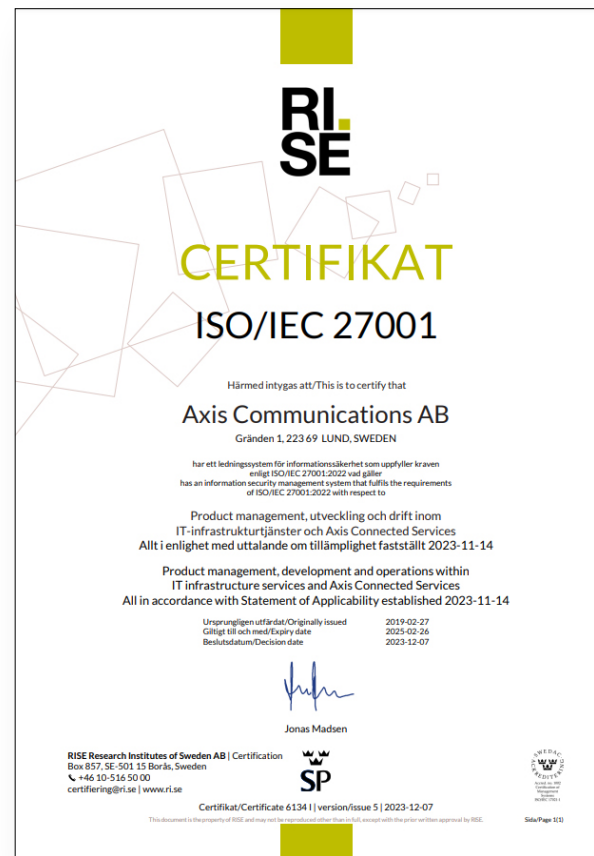 RI.
SE
CERTIFIKAT
ISO/IEC 27001
Härmed intygas att/This is to certify that
Axis Communications AB
Gränden 1, 223 69 LUND, SWEDEN
har ett ledningssystem för informationssäkerhet som uppfyller kraven
enligt ISO/IEC 27001:2022 vad gäller
has an information security management system that fulfils the requirements
of ISO/IEC 27001:2022 with respect to
Product management, utveckling och drift inom
IT-infrastrukturtjänster och Axis Connected Services
Allt i enlighet med uttalande om tillämplighet fastställt 2023-11-14
Product management, development and operations within
IT infrastructure services and Axis Connected Services
All in accordance with Statement of Applicability established 2023-11-14
Ursprungligen utfärdat/Originally issued 2019-02-27
Giltigt till och med/Expiry date 2025-02-26
Beslutsdatum/Decision date 2023-12-07
Jonas Madsen
RISE Research Institutes of Sweden AB | Certification
Box 857, SE-501 15 Borås, Sweden
+46 10-516 50 00
certifiering@ri.se | www.ri.se
SP
SWEDAC
ACKREDITERING
Certification of
Management
Systems
Certifikat/Certificate 6134 I | version/issue 5 | 2023-12-07
This document is the property of RISE and may not be reproduced other than in full, except with the prior written approval by RISE.
Sida/Page 1(1)